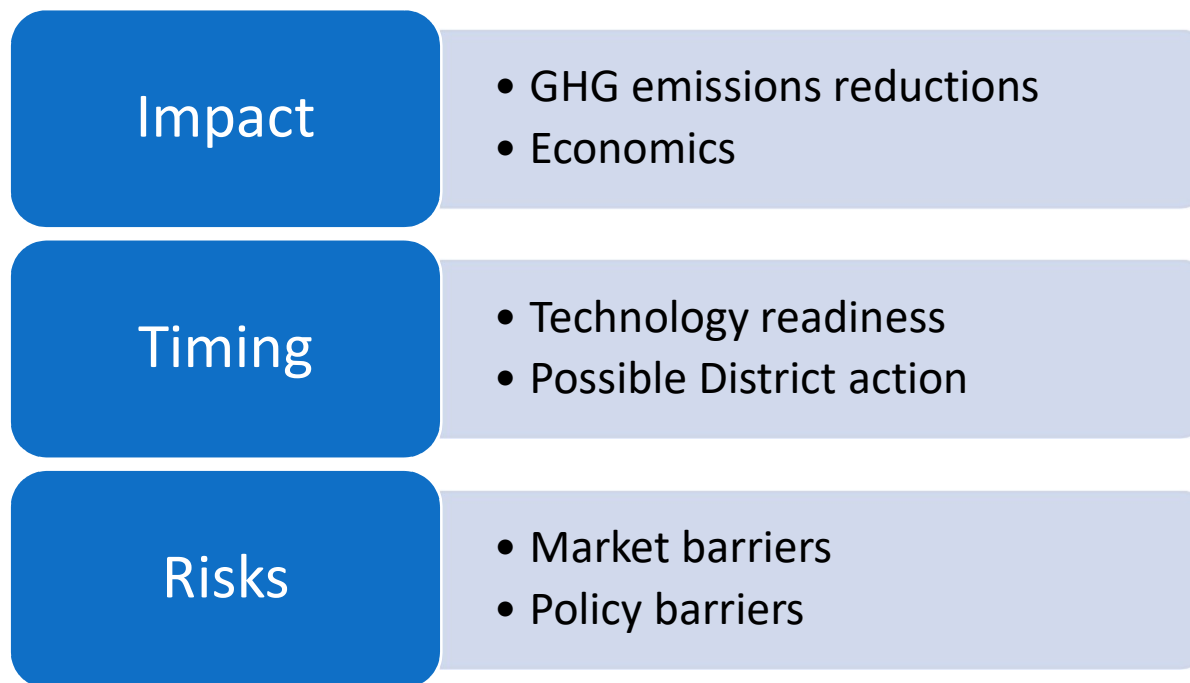 Impact
• GHG emissions reductions
• Economics
Timing
• Technology readiness
• Possible District action
Risks
• Market barriers
• Policy barriers